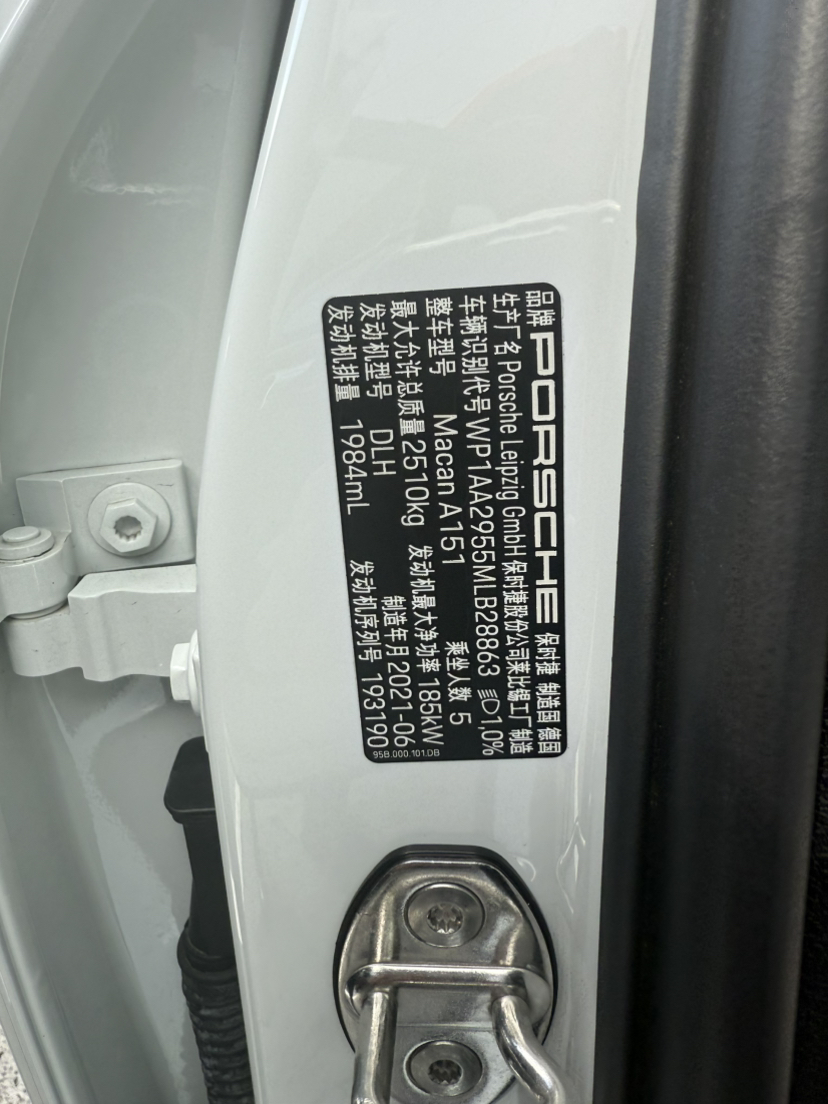 品牌 PORSCHE 保时捷 制造国 德国
生产厂名 Porsche Leipzig GmbH 保时捷股份公司莱比锡工厂制造
车辆识别代号 WP1AA2955MLB28863 1,0%
整车型号 Macan A151 乘坐人数 5
最大允许总质量 2510kg 发动机最大净功率 185kW
发动机型号 DLH 制造年月 2021-06
发动机排量 1984mL 发动机序列号 193190
95B.000.101.DB